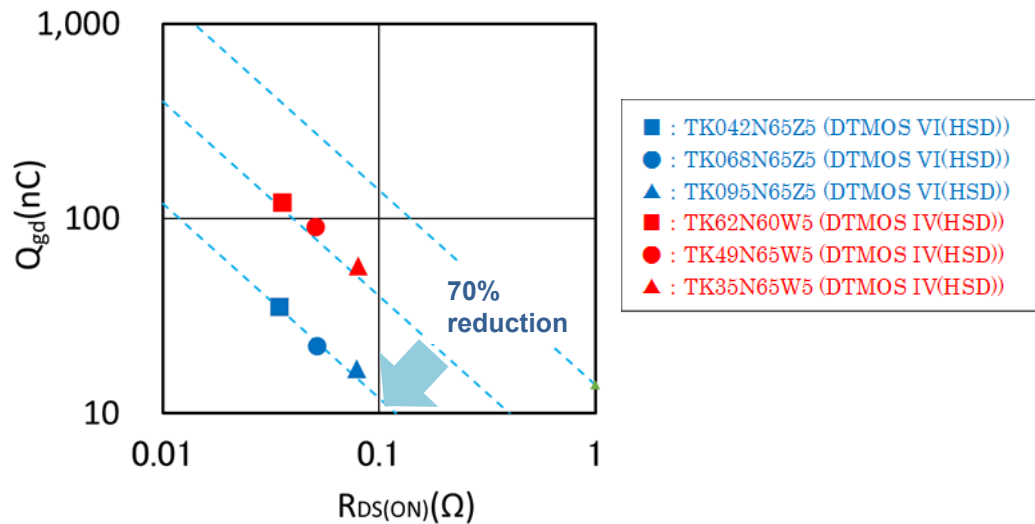 1,000
100
10
Qgd(nC)
0.01
0.1
1
RDS(ON)(Ω)
70%
reduction
■ : TK042N65Z5 (DTMOS VI(HSD))
● : TK068N65Z5 (DTMOS VI(HSD))
▲ : TK095N65Z5 (DTMOS VI(HSD))
■ : TK62N60W5 (DTMOS IV(HSD))
● : TK49N65W5 (DTMOS IV(HSD))
▲ : TK35N65W5 (DTMOS IV(HSD))